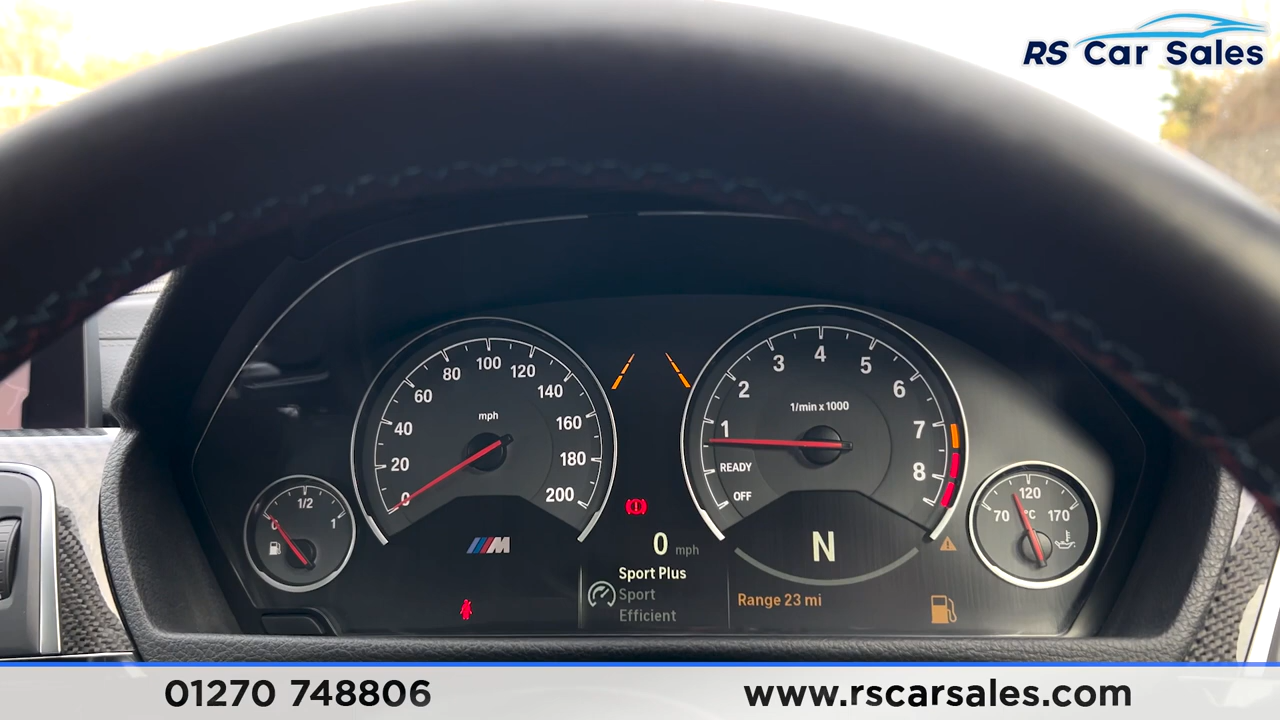 RS Car Sales
0 20 40 60 80 100 120 140 160 180 200
mph
OFF READY 1 2 3 4 5 6 7 8
1/min x 1000
0 1/2 1
70 120 170
°C
M
0 mph
N
Sport Plus
Sport
Efficient
Range 23 mi
01270 748806
www.rscarsales.com